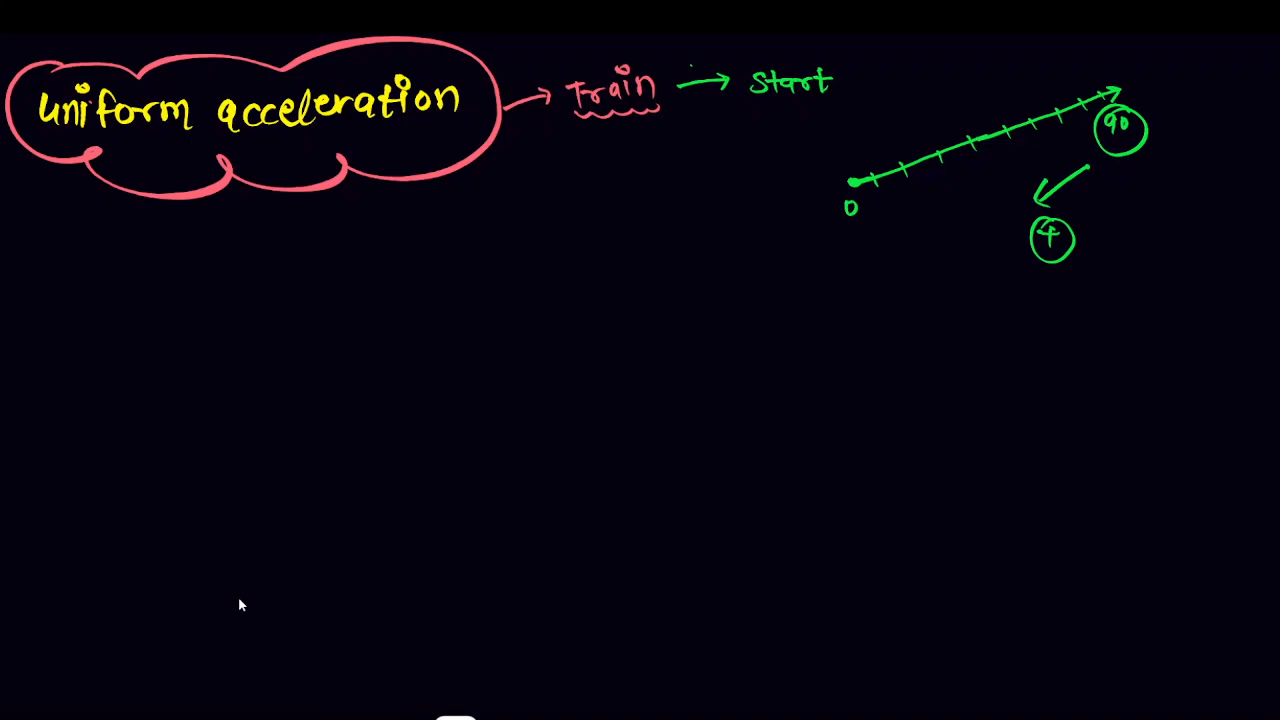 uniform acceleration → Train → Start
90
0
4